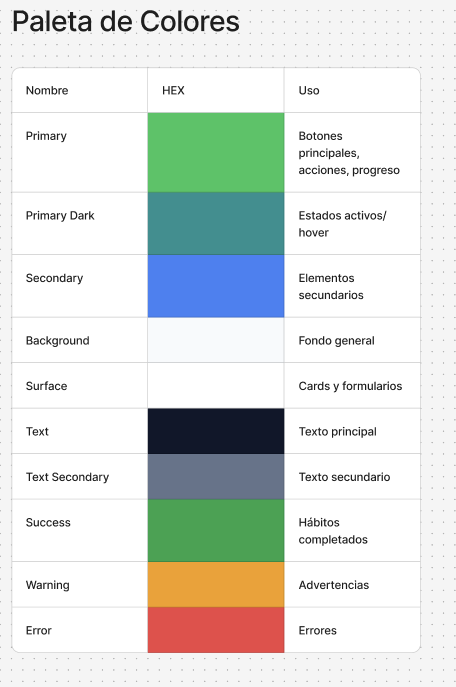 Paleta de Colores
Nombre HEX Uso
Primary Botones
principales,
acciones, progreso
Primary Dark Estados activos/
hover
Secondary Elementos
secundarios
Background Fondo general
Surface Cards y formularios
Text Texto principal
Text Secondary Texto secundario
Success Hábitos
completados
Warning Advertencias
Error Errores